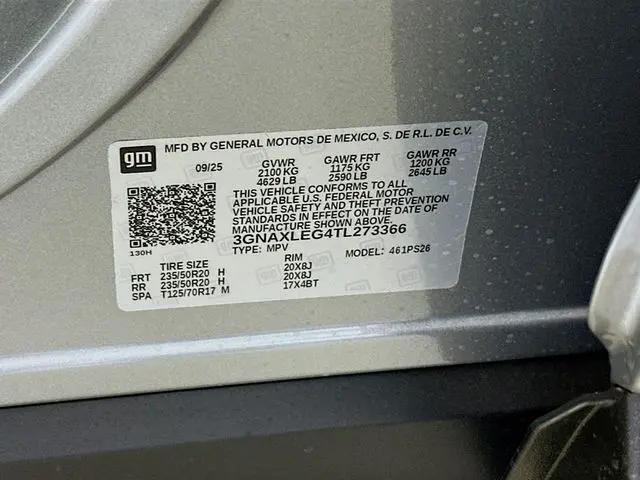 gm
MFD BY GENERAL MOTORS DE MEXICO, S. DE R.L. DE C.V.
09/25 GVWR GAWR FRT GAWR RR
2100 KG 1175 KG 1200 KG
4629 LB 2590 LB 2645 LB
THIS VEHICLE CONFORMS TO ALL
APPLICABLE U.S. FEDERAL MOTOR
VEHICLE SAFETY AND THEFT PREVENTION
STANDARDS IN EFFECT ON THE DATE OF
MANUFACTURE SHOWN ABOVE.
3GNAXLEG4TL273366
130H
TYPE: MPV MODEL: 461PS26
TIRE SIZE RIM
FRT 235/50R20 H 20X8J
RR 235/50R20 H 20X8J
SPA T125/70R17 M 17X4BT